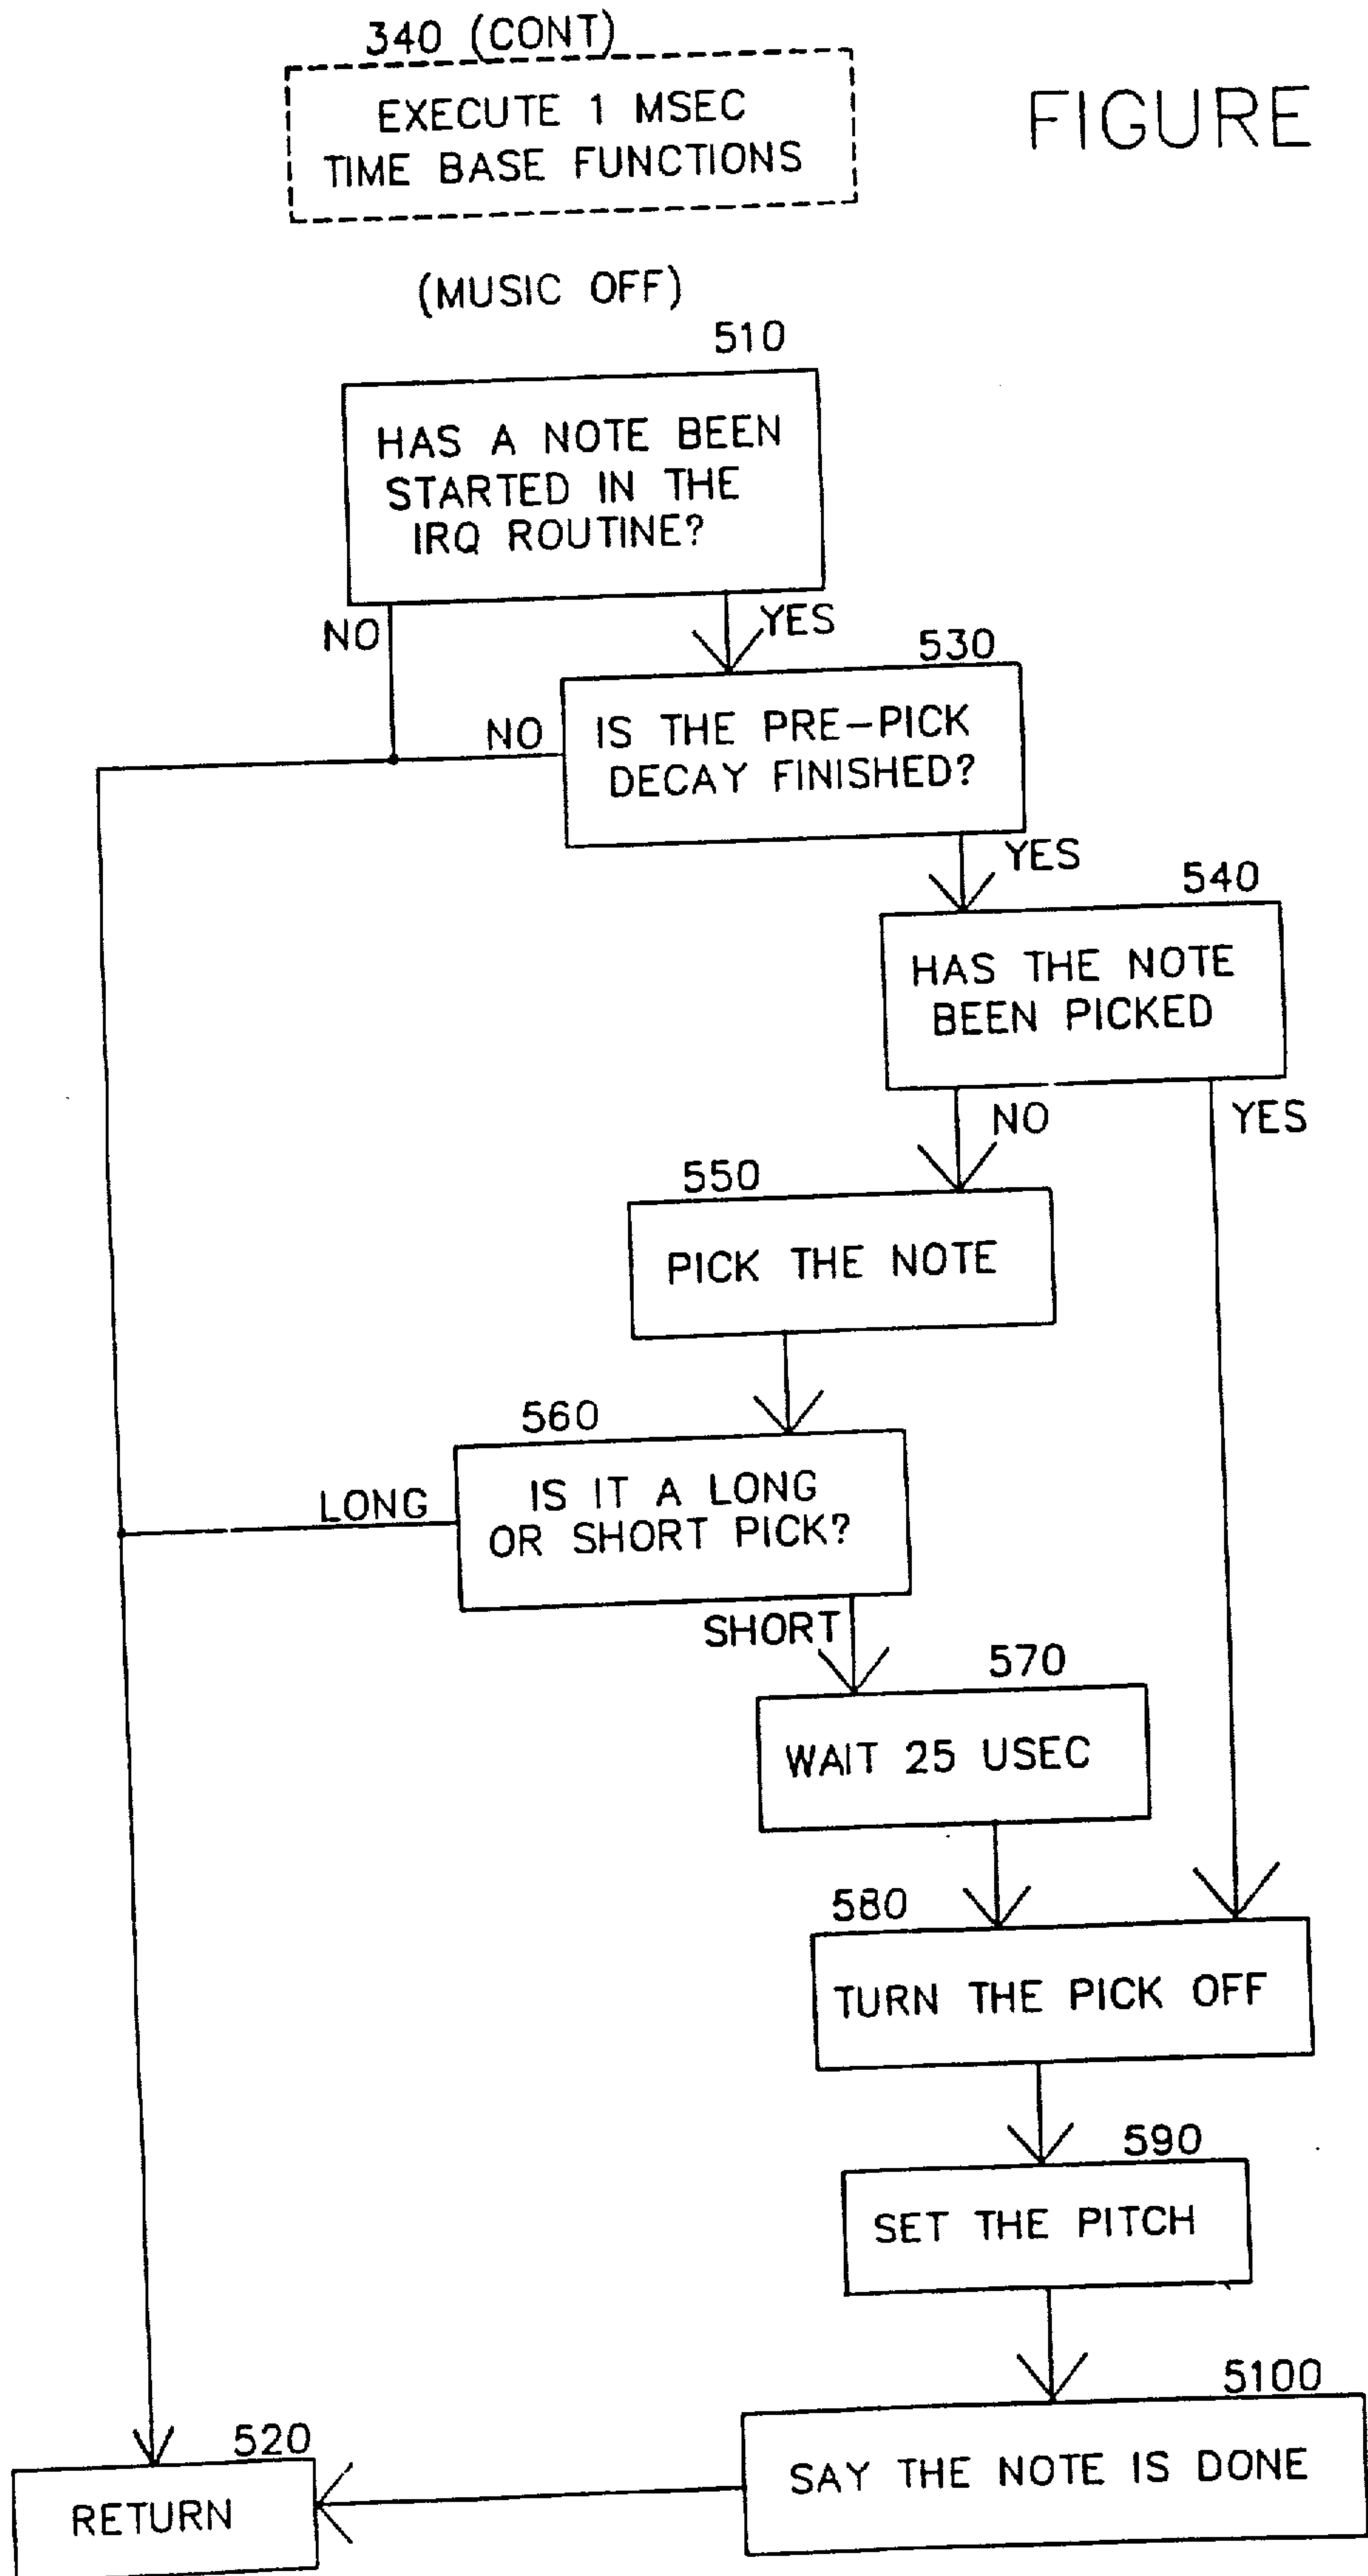 340 (CONT)
EXECUTE 1 MSEC
TIME BASE FUNCTIONS
FIGURE
(MUSIC OFF)
510
HAS A NOTE BEEN
STARTED IN THE
IRQ ROUTINE?
NO
YES
530
NO
IS THE PRE-PICK
DECAY FINISHED?
YES
540
HAS THE NOTE
BEEN PICKED
NO
YES
550
PICK THE NOTE
560
LONG
IS IT A LONG
OR SHORT PICK?
SHORT
570
WAIT 25 USEC
580
TURN THE PICK OFF
590
SET THE PITCH
5100
SAY THE NOTE IS DONE
520
RETURN